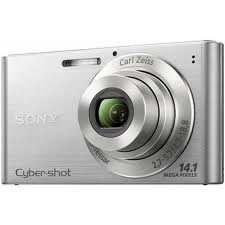 Carl Zeiss
SONY
Cyber-shot
14.1
MEGA PIXELS